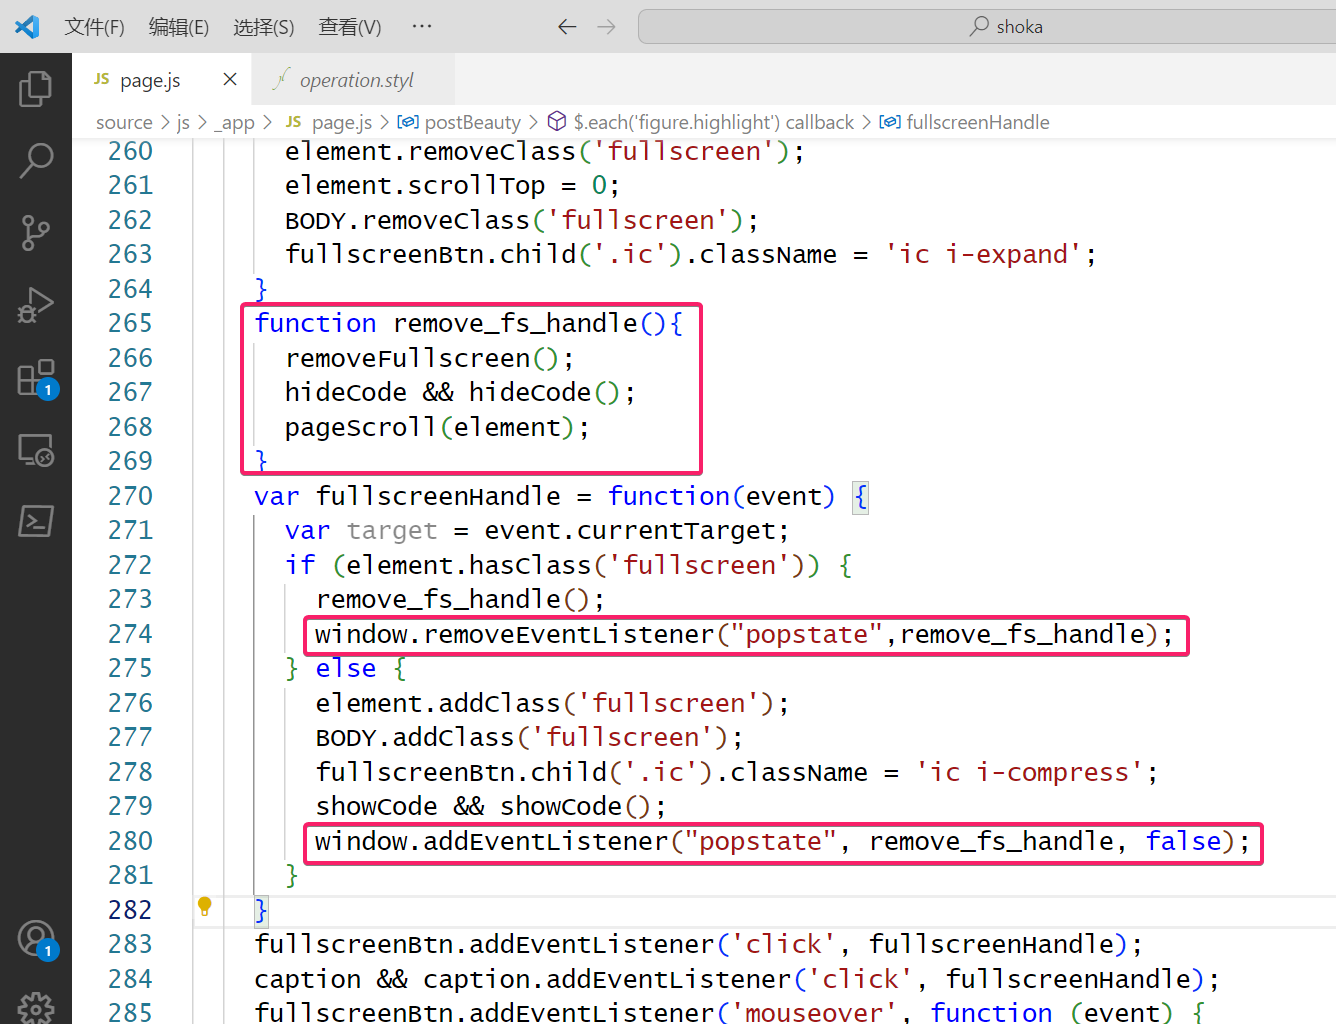 文件(F) 编辑(E) 选择(S) 查看(V) ··· shoka
JS page.js operation.styl
source > js > _app > JS page.js > postBeauty > $.each('figure.highlight') callback > fullscreenHandle
260 element.removeClass('fullscreen');
261 element.scrollTop = 0;
262 BODY.removeClass('fullscreen');
263 fullscreenBtn.child('.ic').className = 'ic i-expand';
264 }
265 function remove_fs_handle(){
266 removeFullscreen();
267 hideCode && hideCode();
268 pageScroll(element);
269 }
270 var fullscreenHandle = function(event) {
271 var target = event.currentTarget;
272 if (element.hasClass('fullscreen')) {
273 remove_fs_handle();
274 window.removeEventListener("popstate",remove_fs_handle);
275 } else {
276 element.addClass('fullscreen');
277 BODY.addClass('fullscreen');
278 fullscreenBtn.child('.ic').className = 'ic i-compress';
279 showCode && showCode();
280 window.addEventListener("popstate", remove_fs_handle, false);
281 }
282 }
283 fullscreenBtn.addEventListener('click', fullscreenHandle);
284 caption && caption.addEventListener('click', fullscreenHandle);
285 fullscreenBtn.addEventListener('mouseover', function (event) {
1
1